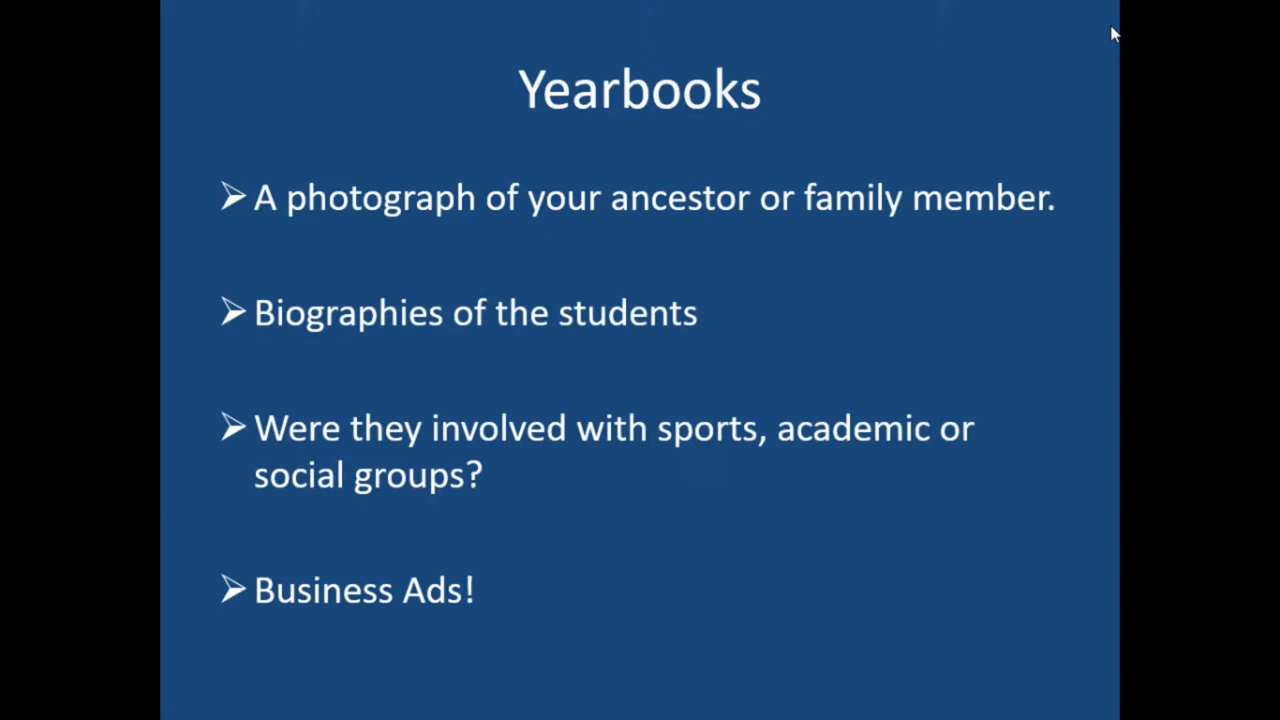 Yearbooks
➢ A photograph of your ancestor or family member.
➢ Biographies of the students
➢ Were they involved with sports, academic or
social groups?
➢ Business Ads!